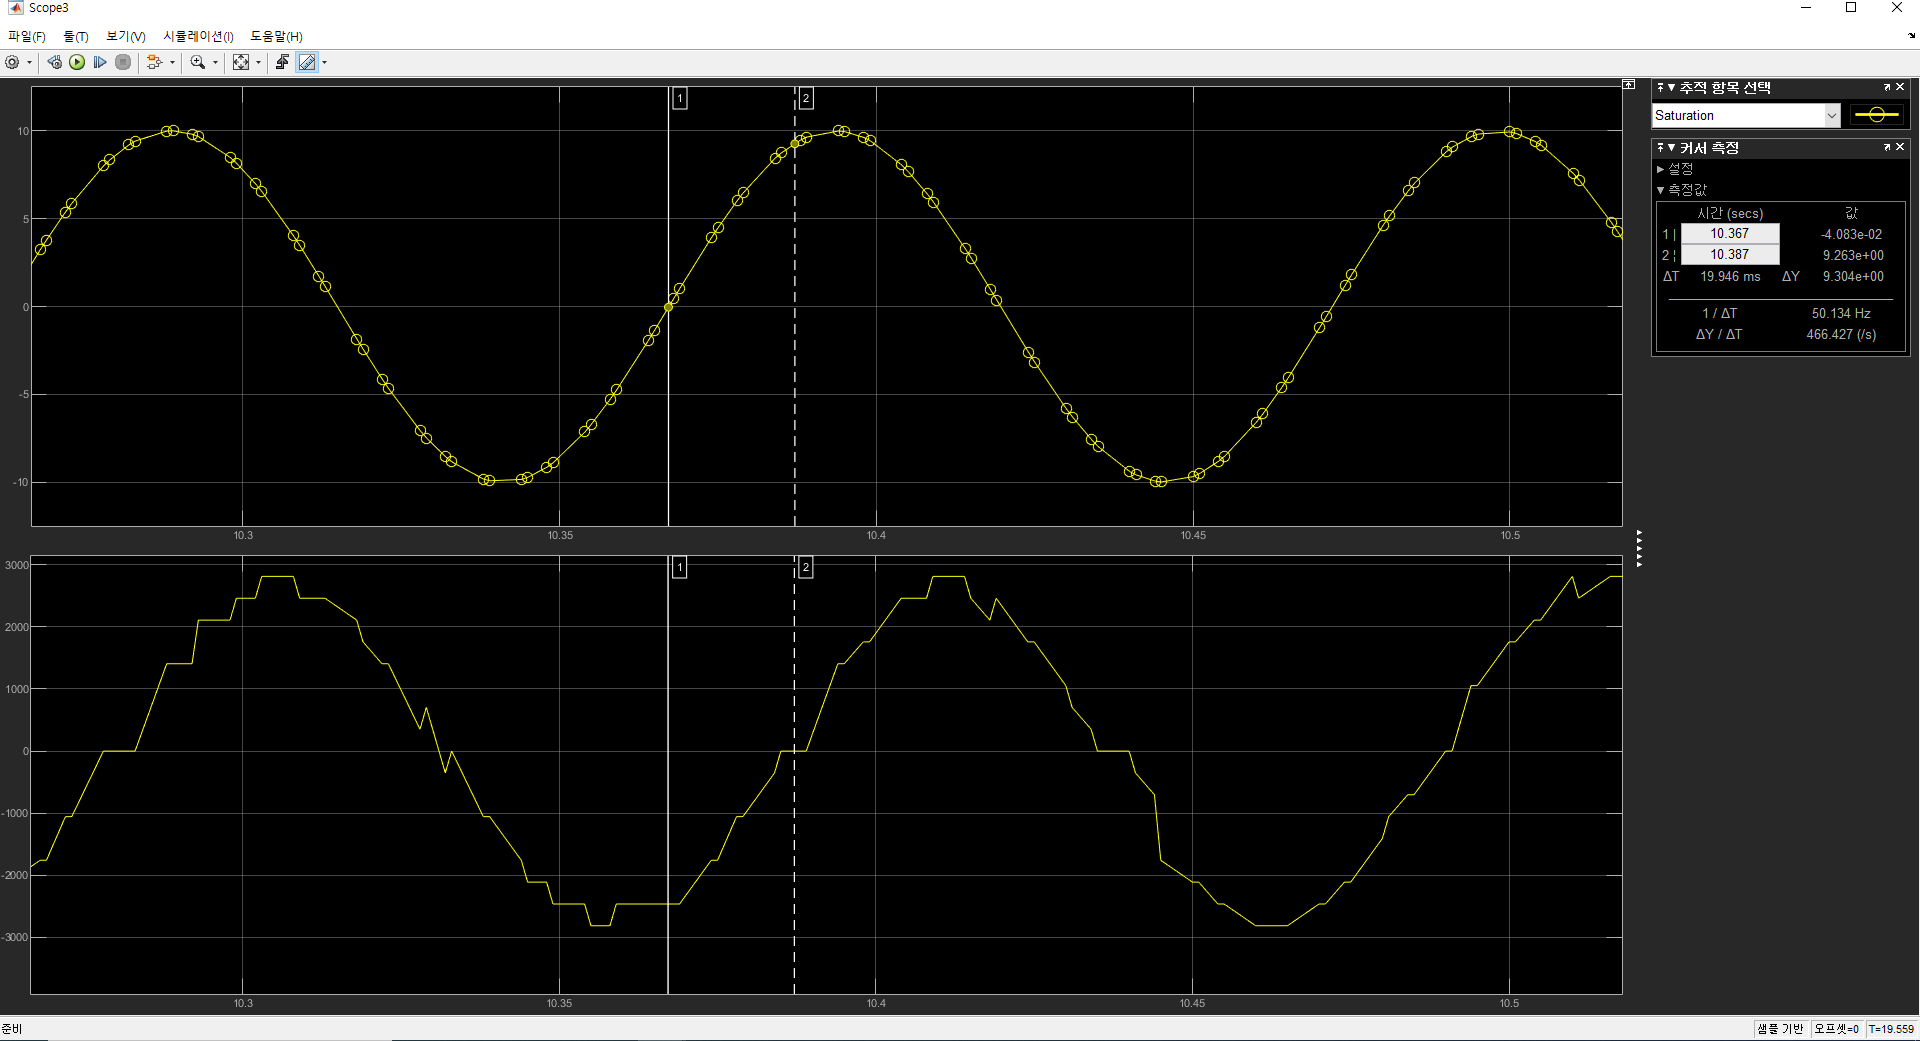 Scope3
파일(F) 툴(T) 보기(V) 시뮬레이션(I) 도움말(H)
1
2
10
5
0
-5
-10
10.3 10.35 10.4 10.45 10.5
1
2
3000
2000
1000
0
-1000
-2000
-3000
10.3 10.35 10.4 10.45 10.5
추적 항목 선택
Saturation
커서 측정
설정
측정값
시간 (secs) 값
1 | 10.367 -4.083e-02
2 ¦ 10.387 9.263e+00
ΔT 19.946 ms ΔY 9.304e+00
1 / ΔT 50.134 Hz
ΔY / ΔT 466.427 (/s)
준비
샘플 기반 오프셋=0 T=19.559